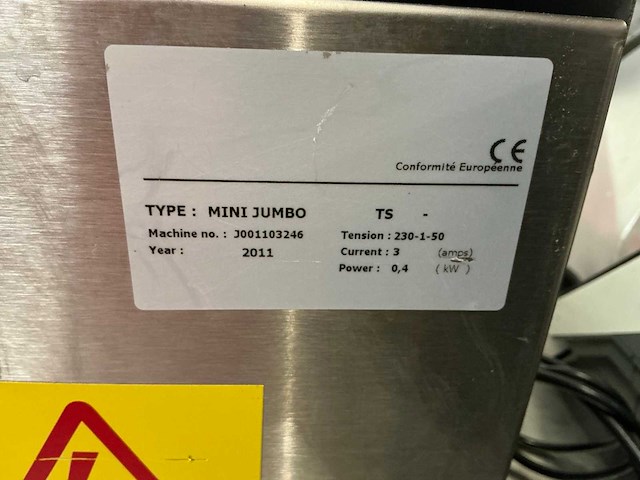 CE
Conformité Européenne
TYPE : MINI JUMBO TS -
Machine no. : J001103246 Tension : 230-1-50
Year : 2011 Current : 3 (amps)
Power : 0,4 ( kW )